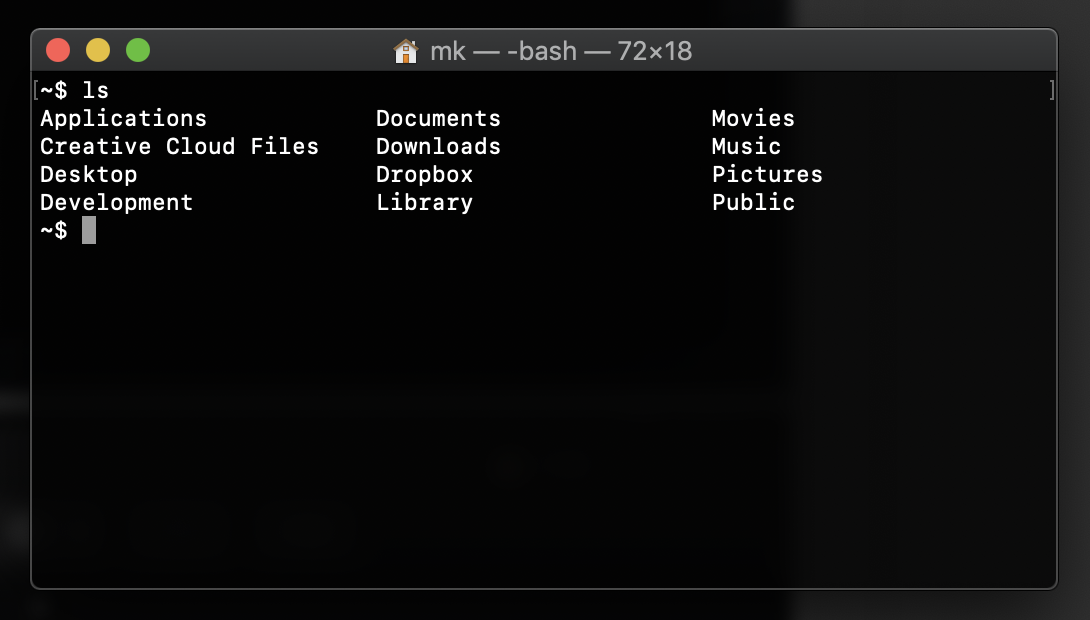 mk — -bash — 72×18
~$ ls
Applications Documents Movies
Creative Cloud Files Downloads Music
Desktop Dropbox Pictures
Development Library Public
~$